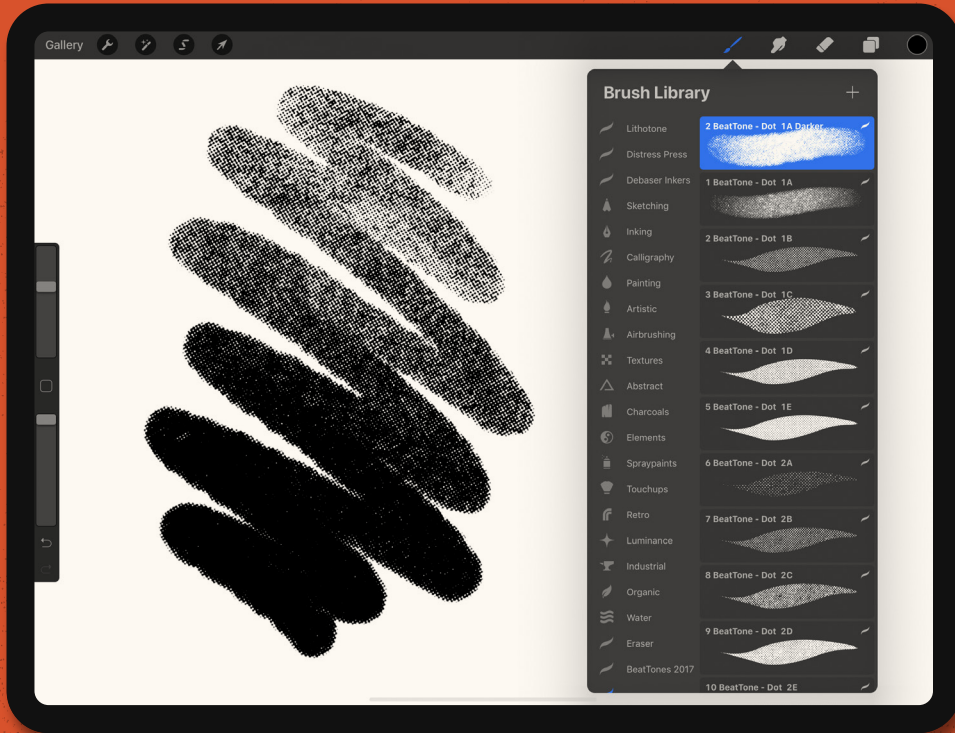 Gallery
Brush Library
Lithotone
Distress Press
Debaser Inkers
Sketching
Inking
Calligraphy
Painting
Artistic
Airbrushing
Textures
Abstract
Charcoals
Elements
Spraypaints
Touchups
Retro
Luminance
Industrial
Organic
Water
Eraser
BeatTones 2017
2 BeatTone - Dot 1A Darker
1 BeatTone - Dot 1A
2 BeatTone - Dot 1B
3 BeatTone - Dot 1C
4 BeatTone - Dot 1D
5 BeatTone - Dot 1E
6 BeatTone - Dot 2A
7 BeatTone - Dot 2B
8 BeatTone - Dot 2C
9 BeatTone - Dot 2D
10 BeatTone - Dot 2E